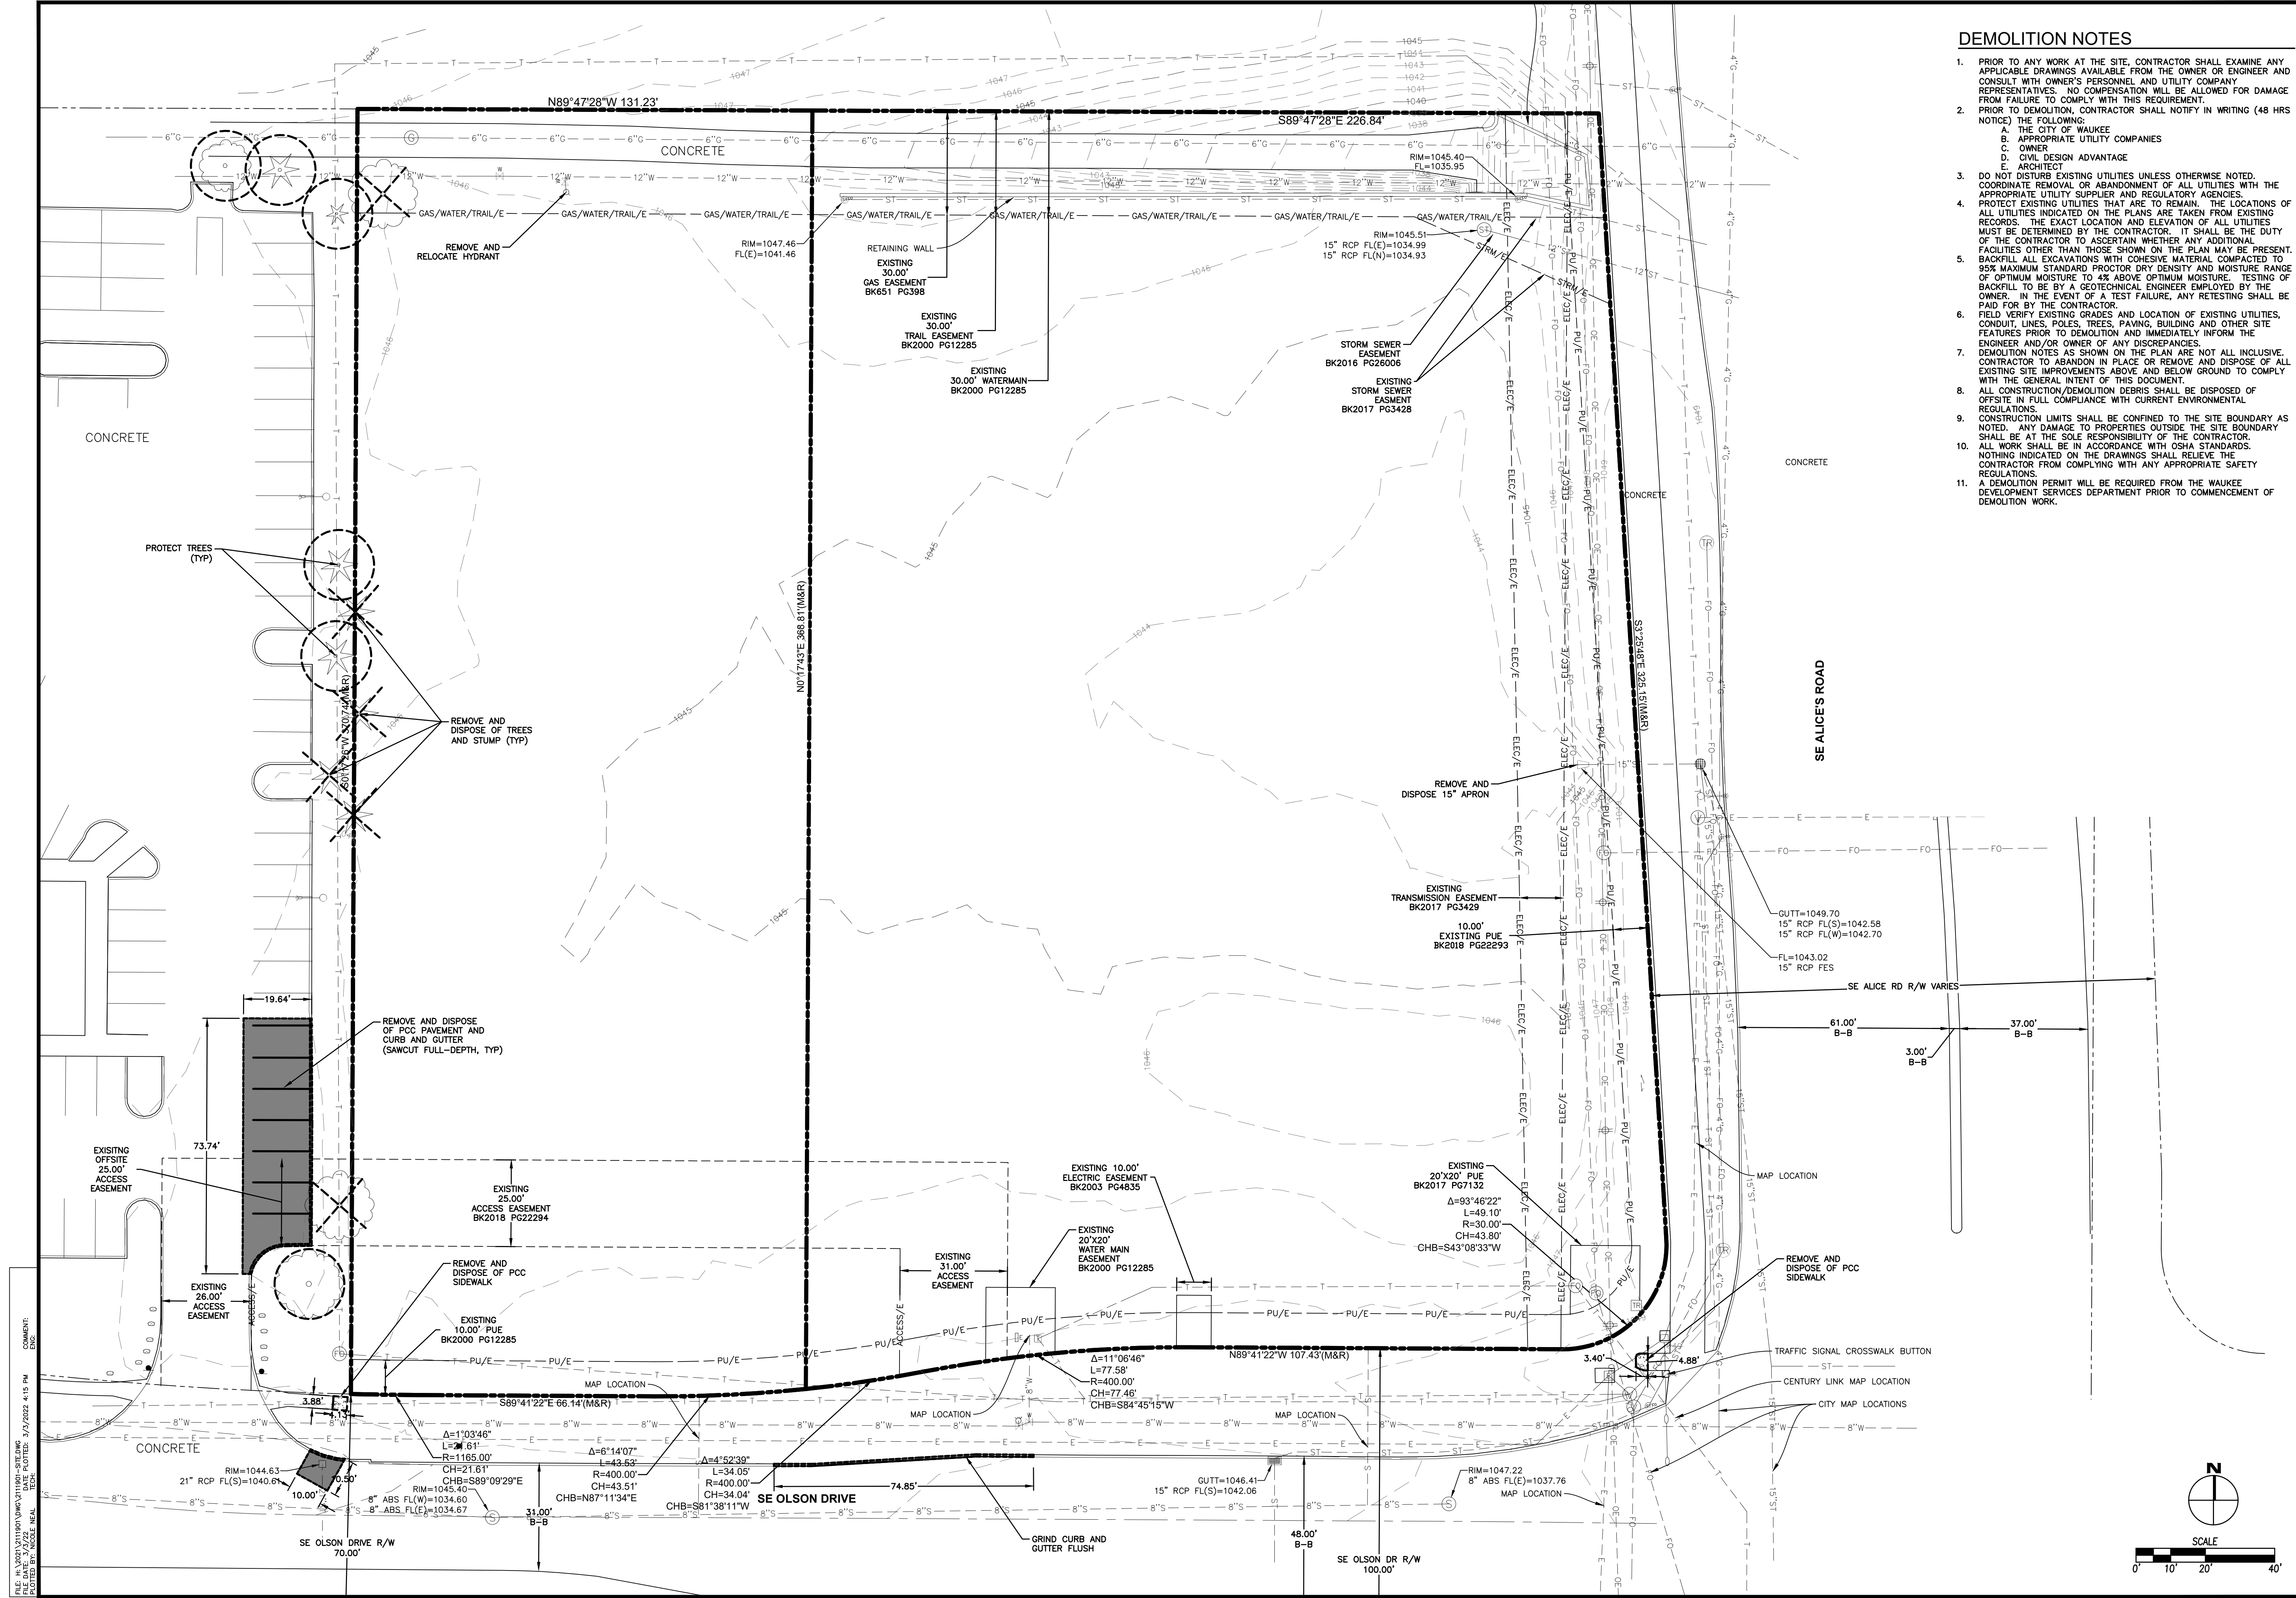 DEMOLITION NOTES
1. PRIOR TO ANY WORK AT THE SITE, CONTRACTOR SHALL EXAMINE ANY
APPLICABLE DRAWINGS AVAILABLE FROM THE OWNER OR ENGINEER AND
CONSULT WITH OWNER'S PERSONNEL AND UTILITY COMPANY
REPRESENTATIVES. NO COMPENSATION WILL BE ALLOWED FOR DAMAGE
FROM FAILURE TO COMPLY WITH THIS REQUIREMENT.
2. PRIOR TO DEMOLITION, CONTRACTOR SHALL NOTIFY IN WRITING (48 HRS
NOTICE) THE FOLLOWING:
A. THE CITY OF WAUKEE
B. APPROPRIATE UTILITY COMPANIES
C. OWNER
D. CIVIL DESIGN ADVANTAGE
E. ARCHITECT
3. DO NOT DISTURB EXISTING UTILITIES UNLESS OTHERWISE NOTED.
COORDINATE REMOVAL OR ABANDONMENT OF ALL UTILITIES WITH THE
APPROPRIATE UTILITY SUPPLIER AND REGULATORY AGENCIES.
4. PROTECT EXISTING UTILITIES THAT ARE TO REMAIN. THE LOCATIONS OF
ALL UTILITIES INDICATED ON THE PLANS ARE TAKEN FROM EXISTING
RECORDS. THE EXACT LOCATION AND ELEVATION OF ALL UTILITIES
MUST BE DETERMINED BY THE CONTRACTOR. IT SHALL BE THE DUTY
OF THE CONTRACTOR TO ASCERTAIN WHETHER ANY ADDITIONAL
FACILITIES OTHER THAN THOSE SHOWN ON THE PLAN MAY BE PRESENT.
5. BACKFILL ALL EXCAVATIONS WITH COHESIVE MATERIAL COMPACTED TO
95% MAXIMUM STANDARD PROCTOR DRY DENSITY AND MOISTURE RANGE
OF OPTIMUM MOISTURE TO 4% ABOVE OPTIMUM MOISTURE. TESTING OF
BACKFILL TO BE BY A GEOTECHNICAL ENGINEER EMPLOYED BY THE
OWNER. IN THE EVENT OF A TEST FAILURE, ANY RETESTING SHALL BE
PAID FOR BY THE CONTRACTOR.
6. FIELD VERIFY EXISTING GRADES AND LOCATION OF EXISTING UTILITIES,
CONDUIT, LINES, POLES, TREES, PAVING, BUILDING AND OTHER SITE
FEATURES PRIOR TO DEMOLITION AND IMMEDIATELY INFORM THE
ENGINEER AND/OR OWNER OF ANY DISCREPANCIES.
7. DEMOLITION NOTES AS SHOWN ON THE PLAN ARE NOT ALL INCLUSIVE.
CONTRACTOR TO ABANDON IN PLACE OR REMOVE AND DISPOSE OF ALL
EXISTING SITE IMPROVEMENTS ABOVE AND BELOW GROUND TO COMPLY
WITH THE GENERAL INTENT OF THIS DOCUMENT.
8. ALL CONSTRUCTION/DEMOLITION DEBRIS SHALL BE DISPOSED OF
OFFSITE IN FULL COMPLIANCE WITH CURRENT ENVIRONMENTAL
REGULATIONS.
9. CONSTRUCTION LIMITS SHALL BE CONFINED TO THE SITE BOUNDARY AS
NOTED. ANY DAMAGE TO PROPERTIES OUTSIDE THE SITE BOUNDARY
SHALL BE AT THE SOLE RESPONSIBILITY OF THE CONTRACTOR.
10. ALL WORK SHALL BE IN ACCORDANCE WITH OSHA STANDARDS.
NOTHING INDICATED ON THE DRAWINGS SHALL RELIEVE THE
CONTRACTOR FROM COMPLYING WITH ANY APPROPRIATE SAFETY
REGULATIONS.
11. A DEMOLITION PERMIT WILL BE REQUIRED FROM THE WAUKEE
DEVELOPMENT SERVICES DEPARTMENT PRIOR TO COMMENCEMENT OF
DEMOLITION WORK.
N89°47'28"W 131.23'
S89°47'28"E 226.84'
CONCRETE
RIM=1045.40
FL=1035.95
GAS/WATER/TRAIL/E
REMOVE AND
RELOCATE HYDRANT
RIM=1047.46
FL(E)=1041.46
RETAINING WALL
EXISTING
30.00'
GAS EASEMENT
BK651 PG398
RIM=1045.51
15" RCP FL(E)=1034.99
15" RCP FL(N)=1034.93
EXISTING
30.00'
TRAIL EASEMENT
BK2000 PG12285
EXISTING
30.00' WATERMAIN
BK2000 PG12285
STORM SEWER
EASEMENT
BK2016 PG26006
EXISTING
STORM SEWER
EASMENT
BK2017 PG3428
CONCRETE
CONCRETE
CONCRETE
PROTECT TREES
(TYP)
N0°17'43"E 368.81'(M&R)
S3°25'48"E 325.15'(M&R)
SE ALICE'S ROAD
REMOVE AND
DISPOSE OF TREES
AND STUMP (TYP)
REMOVE AND
DISPOSE 15" APRON
EXISTING
TRANSMISSION EASEMENT
BK2017 PG3429
10.00'
EXISTING PUE
BK2018 PG22293
GUTT=1049.70
15" RCP FL(S)=1042.58
15" RCP FL(W)=1042.70
FL=1043.02
15" RCP FES
SE ALICE RD R/W VARIES
61.00'
B-B
37.00'
B-B
3.00'
B-B
19.64'
REMOVE AND DISPOSE
OF PCC PAVEMENT AND
CURB AND GUTTER
(SAWCUT FULL-DEPTH, TYP)
73.74'
EXISITNG
OFFSITE
25.00'
ACCESS
EASEMENT
EXISTING
25.00'
ACCESS EASEMENT
BK2018 PG22294
EXISTING 10.00'
ELECTRIC EASEMENT
BK2003 PG4835
EXISTING
20'X20' PUE
BK2017 PG7132
Δ=93°46'22"
L=49.10'
R=30.00'
CH=43.80'
CHB=S43°08'33"W
MAP LOCATION
EXISTING
20'X20'
WATER MAIN
EASEMENT
BK2000 PG12285
EXISTING
31.00'
ACCESS
EASEMENT
REMOVE AND
DISPOSE OF PCC
SIDEWALK
REMOVE AND
DISPOSE OF PCC
SIDEWALK
EXISTING
26.00'
ACCESS
EASEMENT
ACCESS/E
ACCESS/E
EXISTING
10.00' PUE
BK2000 PG12285
N89°41'22"W 107.43'(M&R)
3.40'
4.88'
TRAFFIC SIGNAL CROSSWALK BUTTON
CENTURY LINK MAP LOCATION
CITY MAP LOCATIONS
Δ=11°06'46"
L=77.58'
R=400.00'
CH=77.46'
CHB=S84°45'15"W
MAP LOCATION
MAP LOCATION
MAP LOCATION
3.88'
4.13'
S89°41'22"E 66.14'(M&R)
CONCRETE
Δ=1°03'46"
R=1165.00'
CH=21.61'
CHB=S89°09'29"E
Δ=6°14'07"
L=43.53'
R=400.00'
CH=43.51'
CHB=N87°11'34"E
Δ=4°52'39"
L=34.05'
R=400.00'
CH=34.04'
CHB=S81°38'11"W
RIM=1044.63
21" RCP FL(S)=1040.61
10.50'
10.00'
RIM=1045.40
8" ABS FL(W)=1034.60
8" ABS FL(E)=1034.67
74.85'
SE OLSON DRIVE
GUTT=1046.41
15" RCP FL(S)=1042.06
RIM=1047.22
8" ABS FL(E)=1037.76
MAP LOCATION
31.00'
B-B
GRIND CURB AND
GUTTER FLUSH
48.00'
B-B
SE OLSON DRIVE R/W
70.00'
SE OLSON DR R/W
100.00'
N
SCALE
0' 10' 20' 40'
FILE: H:\2021\2111901\DWG\2111901-SITE.DWG
FILE DATE: 3/3/22 DATE PLOTTED: 3/3/2022 4:15 PM COMMENT:
PLOTTED BY: NICOLE NEAL TECH: ENG: